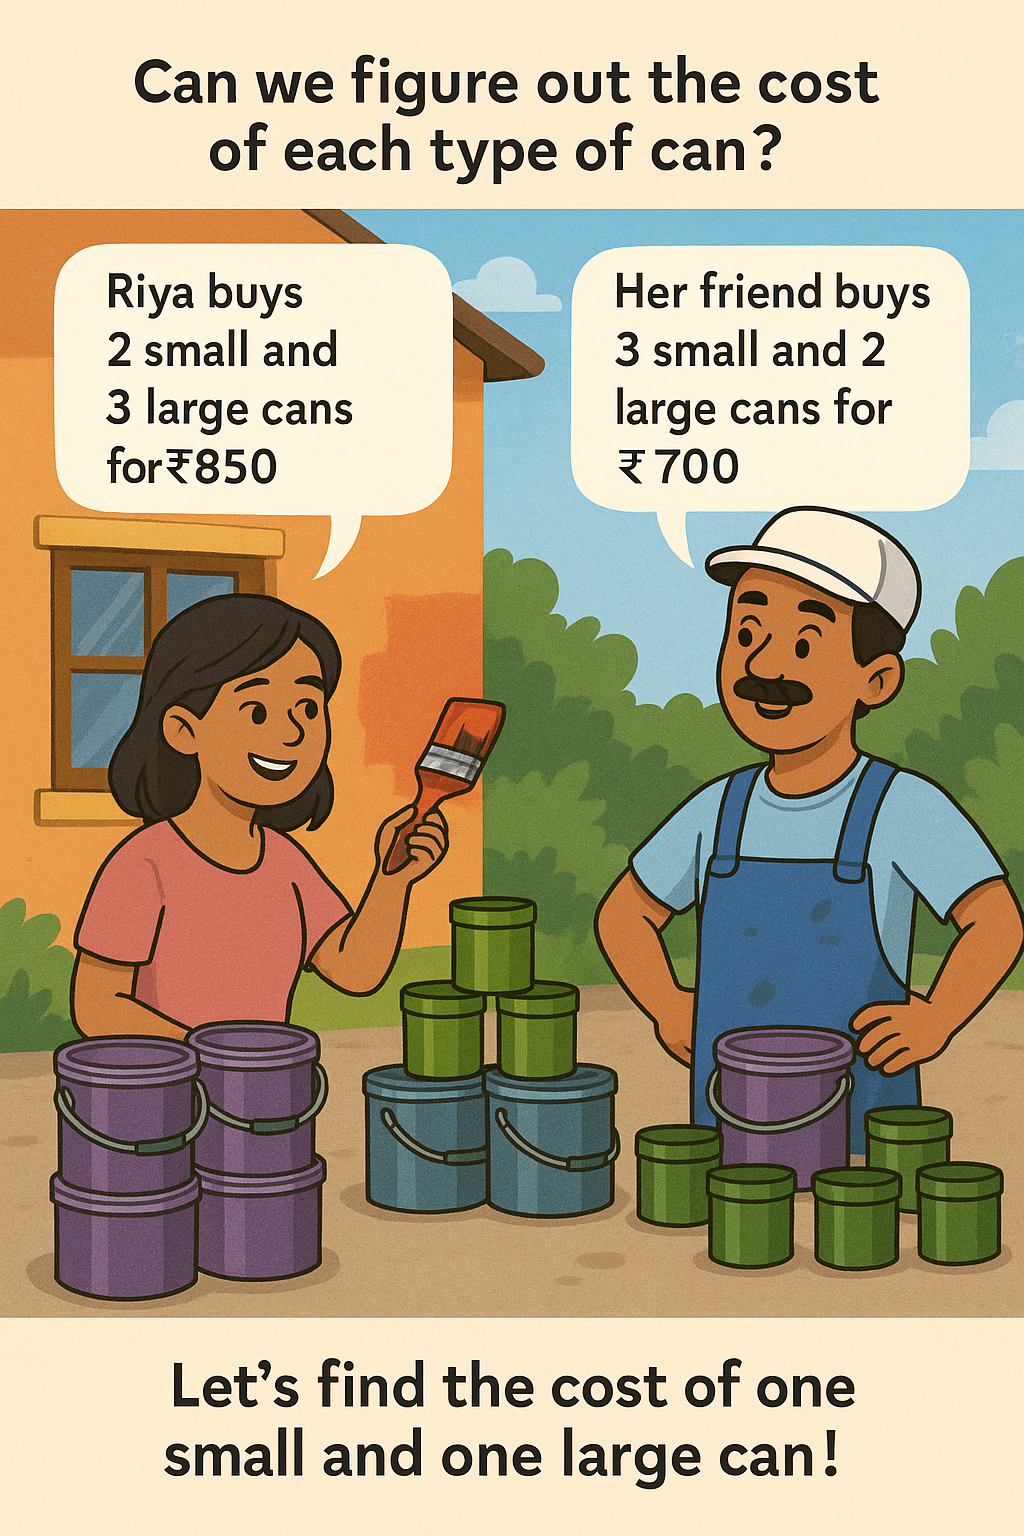 Can we figure out the cost
of each type of can?
Riya buys
2 small and
3 large cans
for₹850
Her friend buys
3 small and 2
large cans for
₹ 700
Let's find the cost of one
small and one large can!